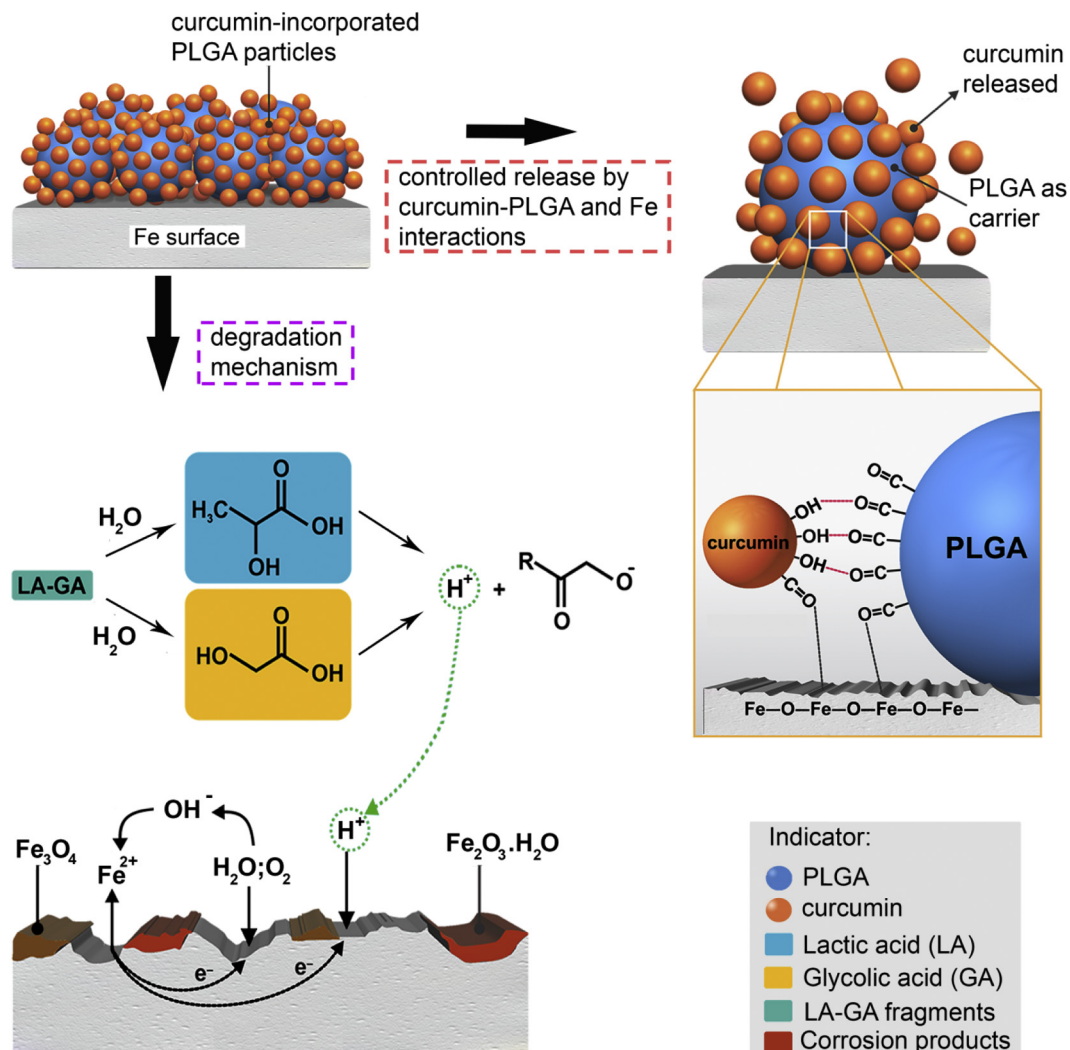 curcumin-incorporated
PLGA particles
Fe surface
controlled release by
curcumin-PLGA and Fe
interactions
curcumin
released
PLGA as
carrier
degradation
mechanism
LA-GA
H₂O
H₂O
H₃C
O
OH
OH
HO
O
OH
H⁺
+
R
O
O⁻
curcumin
OH
OH
OH
C=O
O=C
O=C
O=C
O=C
O=C
PLGA
Fe—O—Fe—O—Fe—O—Fe—
Fe₃O₄
Fe²⁺
OH⁻
H₂O;O₂
H⁺
Fe₂O₃.H₂O
e⁻
e⁻
Indicator:
PLGA
curcumin
Lactic acid (LA)
Glycolic acid (GA)
LA-GA fragments
Corrosion products